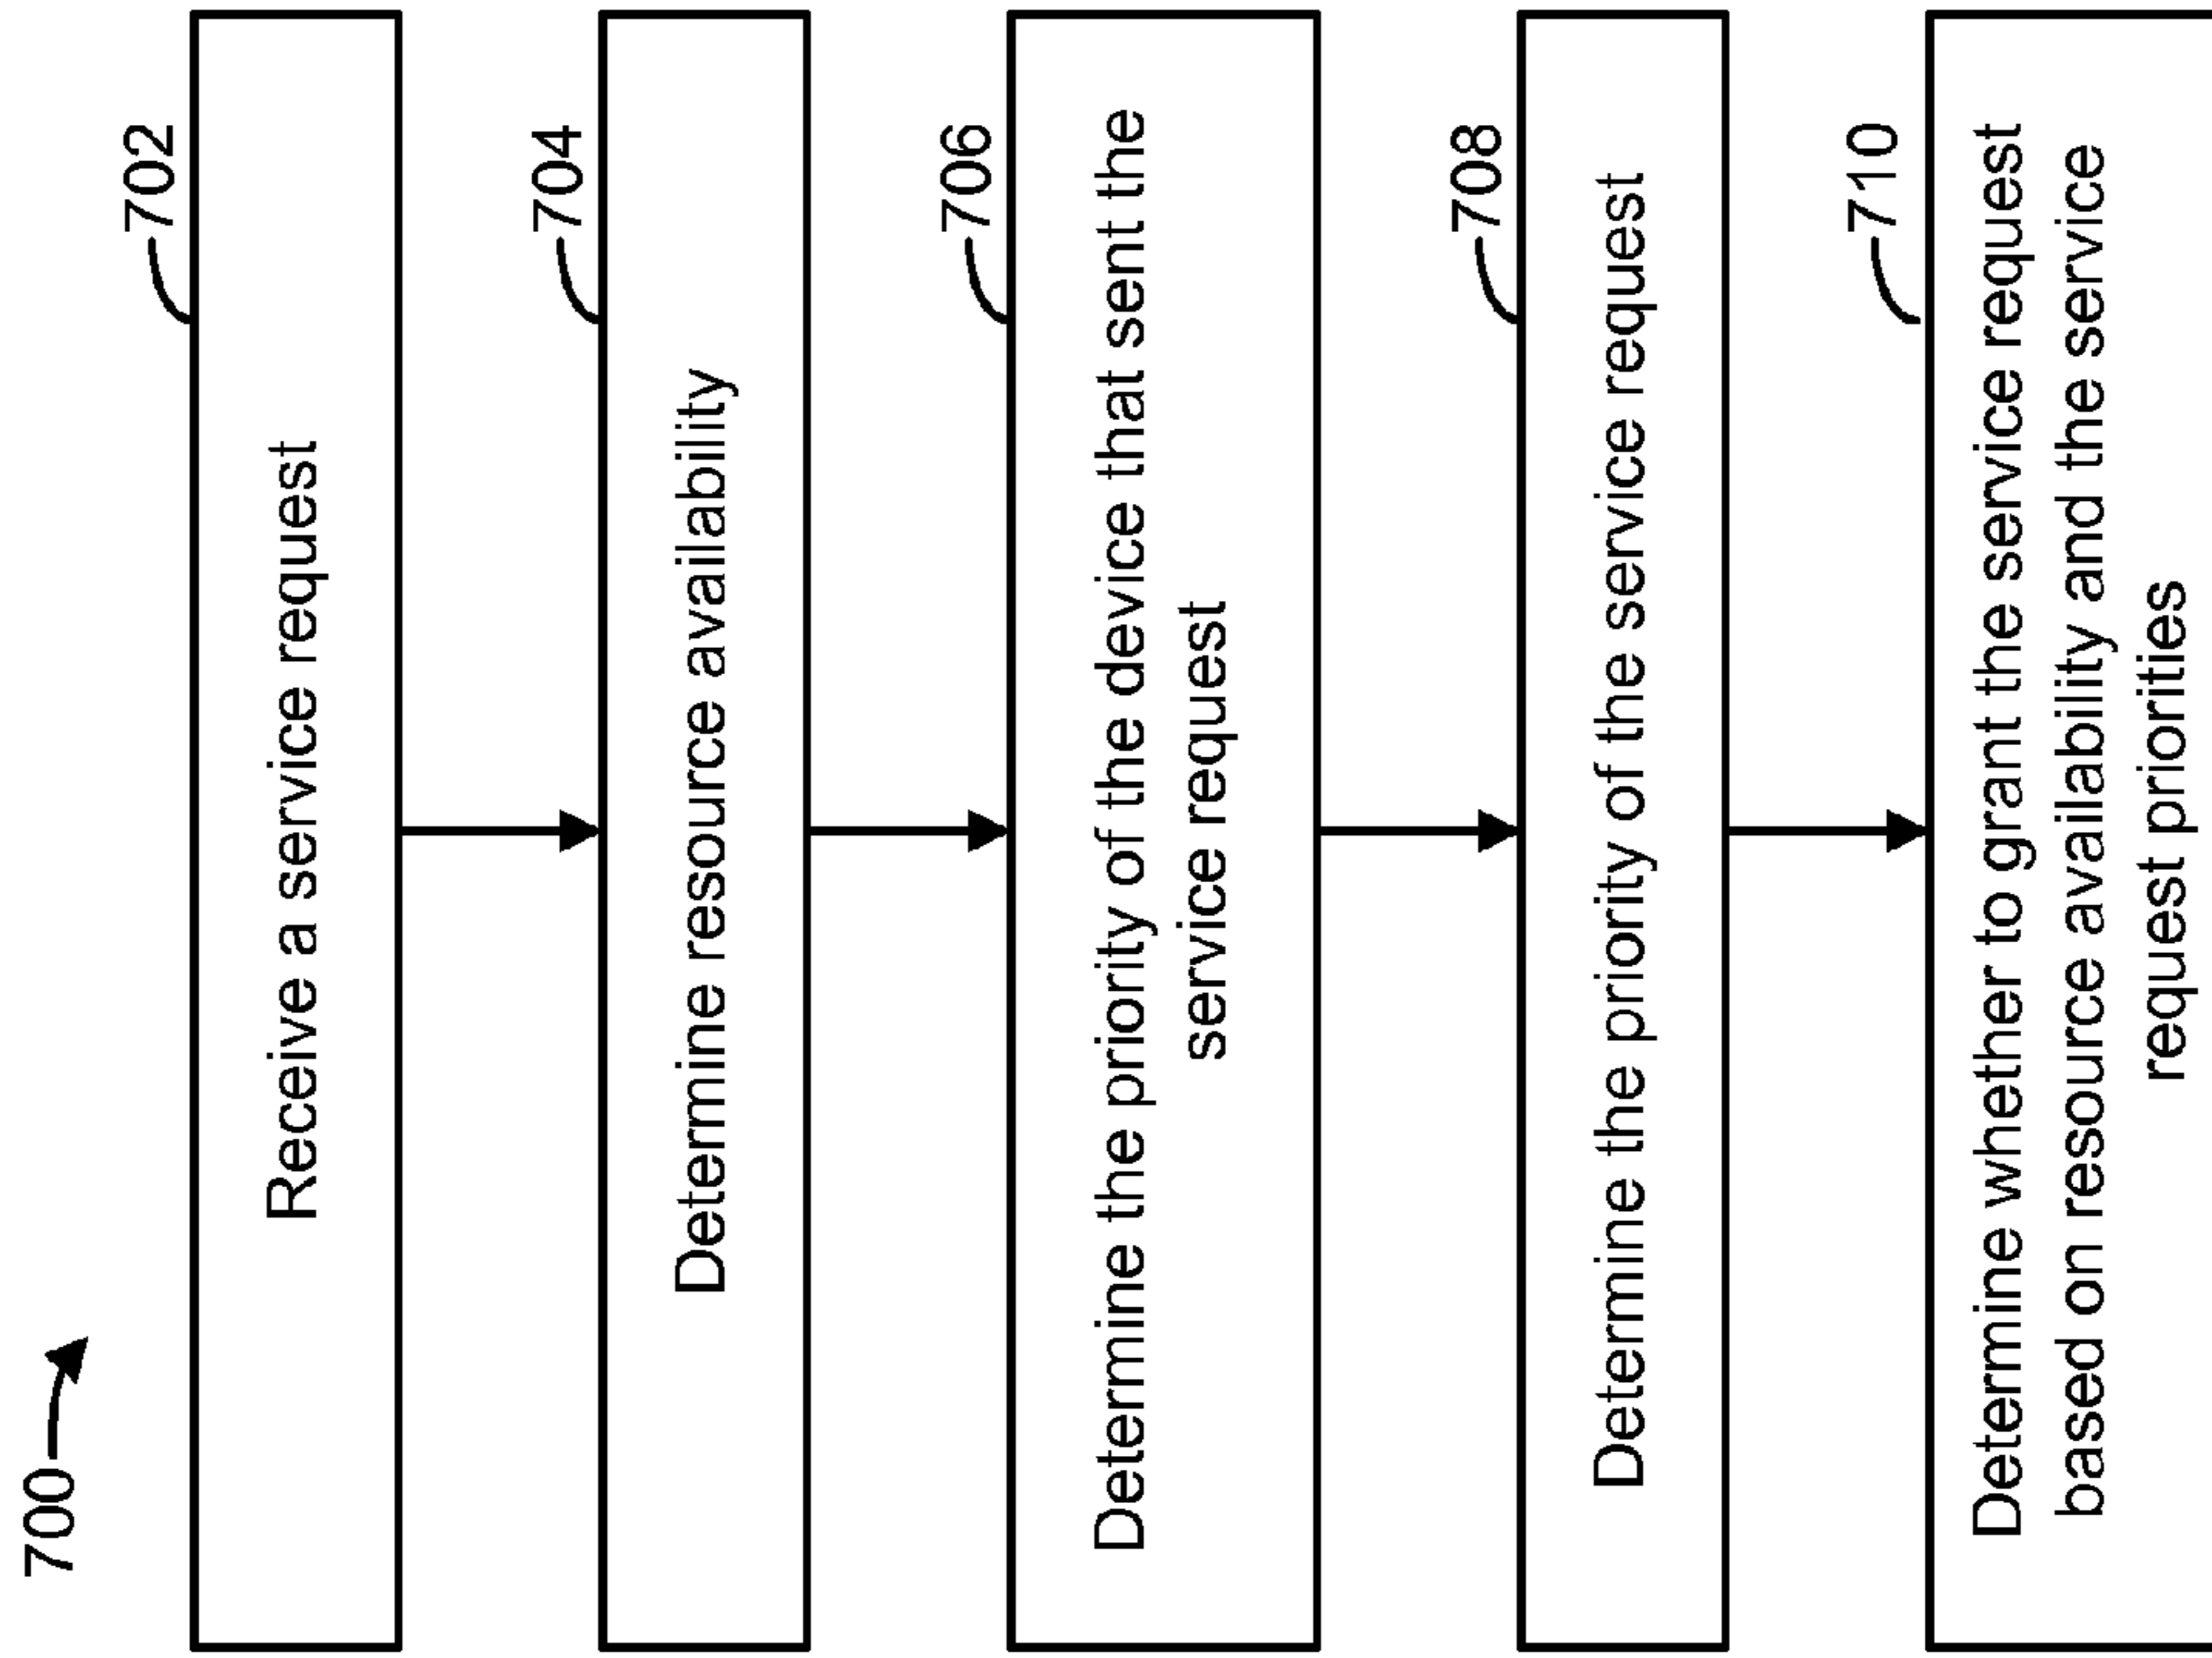 700
702
Receive a service request
704
Determine resource availability
706
Determine the priority of the device that sent the
service request
708
Determine the priority of the service request
710
Determine whether to grant the service request
based on resource availability and the service
request priorities